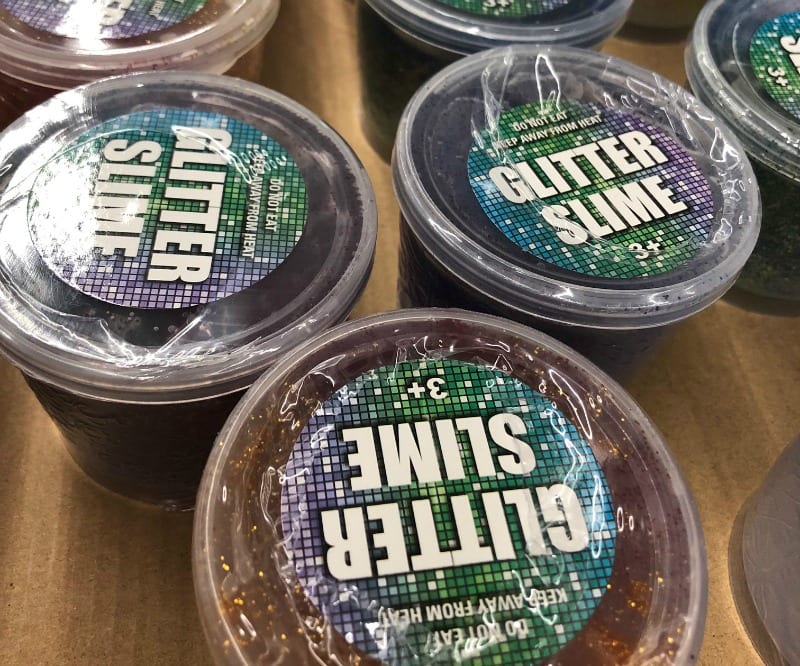 DO NOT EAT
KEEP AWAY FROM HEAT
GLITTER
SLIME
3+
DO NOT EAT
KEEP AWAY FROM HEAT
GLITTER
SLIME
DO NOT EAT
KEEP AWAY FROM HEAT
GLITTER
SLIME
3+
3+